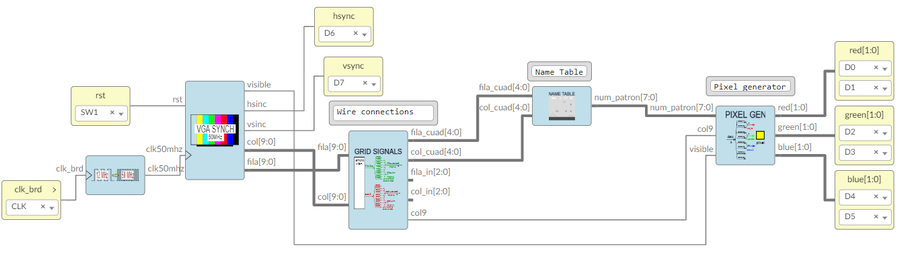 hsync
D6
vsync
D7
rst
SW1
rst
visible
hsinc
vsinc
col[9:0]
fila[9:0]
VGA SYNCH
50MHz
clk50mhz
clk_brd
clk50mhz
clk_brd
CLK
Wire connections
fila[9:0]
col[9:0]
GRID SIGNALS
fila_cuad[4:0]
col_cuad[4:0]
fila_in[2:0]
col_in[2:0]
col9
Name Table
fila_cuad[4:0]
col_cuad[4:0]
NAME TABLE
num_patron[7:0]
Pixel generator
num_patron[7:0]
col9
visible
PIXEL GEN
red[1:0]
green[1:0]
blue[1:0]
red[1:0]
D0
D1
green[1:0]
D2
D3
blue[1:0]
D4
D5